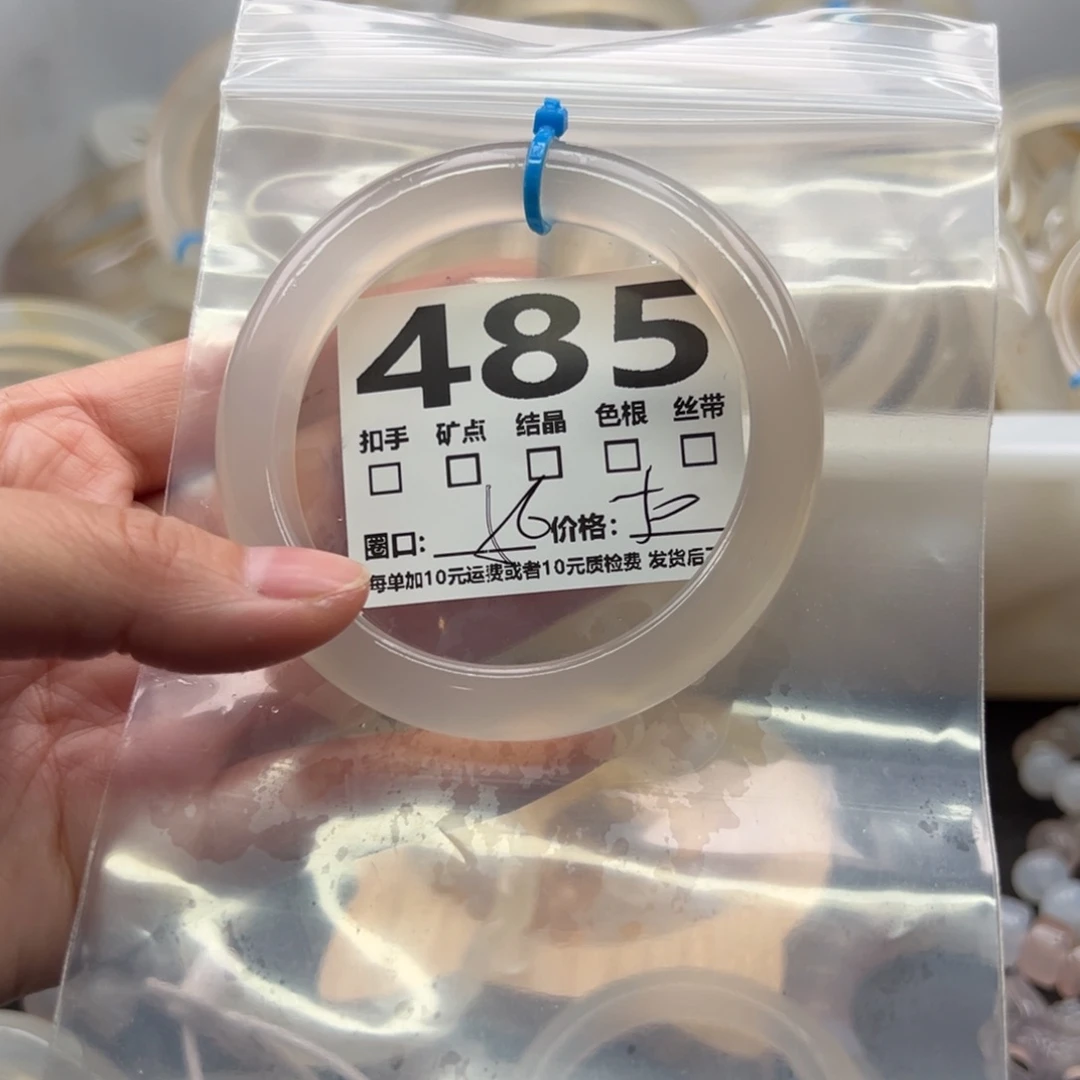 485
扣手 矿点 结晶 色根 丝带
圈口: 价格:
每单加10元运费或者10元质检费 发货后